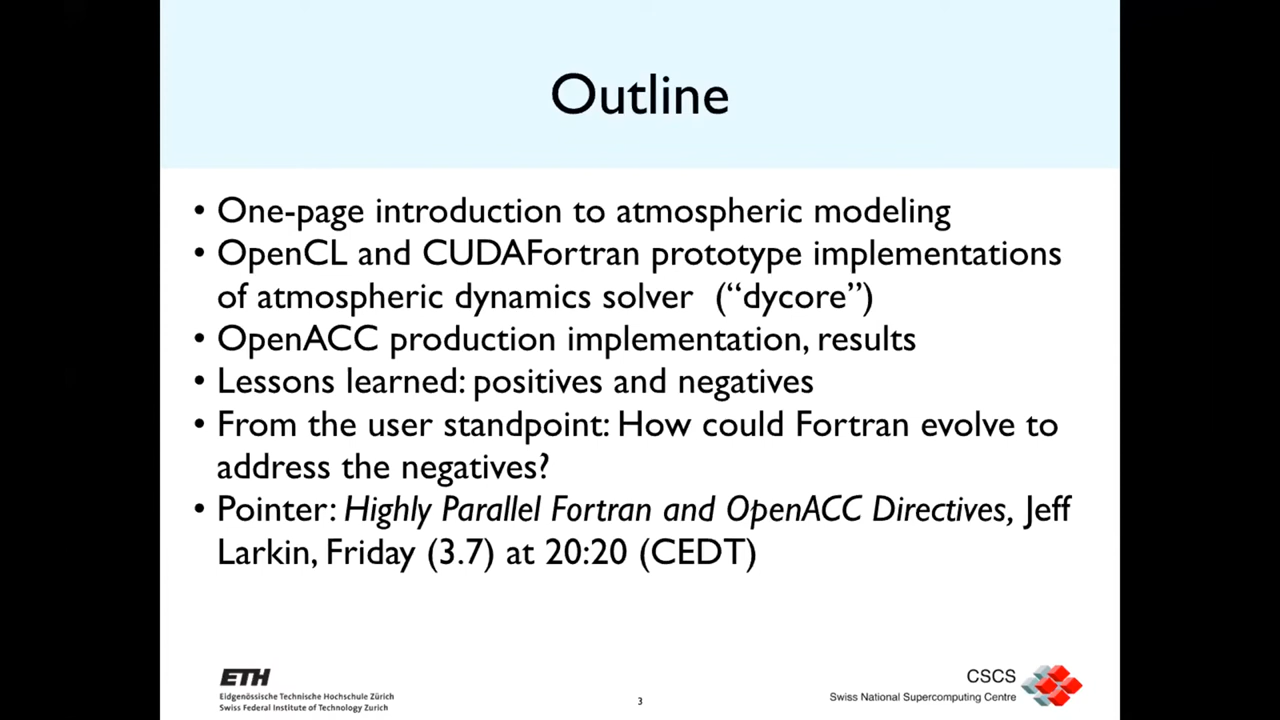 Outline
• One-page introduction to atmospheric modeling
• OpenCL and CUDAFortran prototype implementations
of atmospheric dynamics solver (“dycore”)
• OpenACC production implementation, results
• Lessons learned: positives and negatives
• From the user standpoint: How could Fortran evolve to
address the negatives?
• Pointer: Highly Parallel Fortran and OpenACC Directives, Jeff
Larkin, Friday (3.7) at 20:20 (CEDT)
ETH
Eidgenössische Technische Hochschule Zürich
Swiss Federal Institute of Technology Zurich
3
CSCS
Swiss National Supercomputing Centre